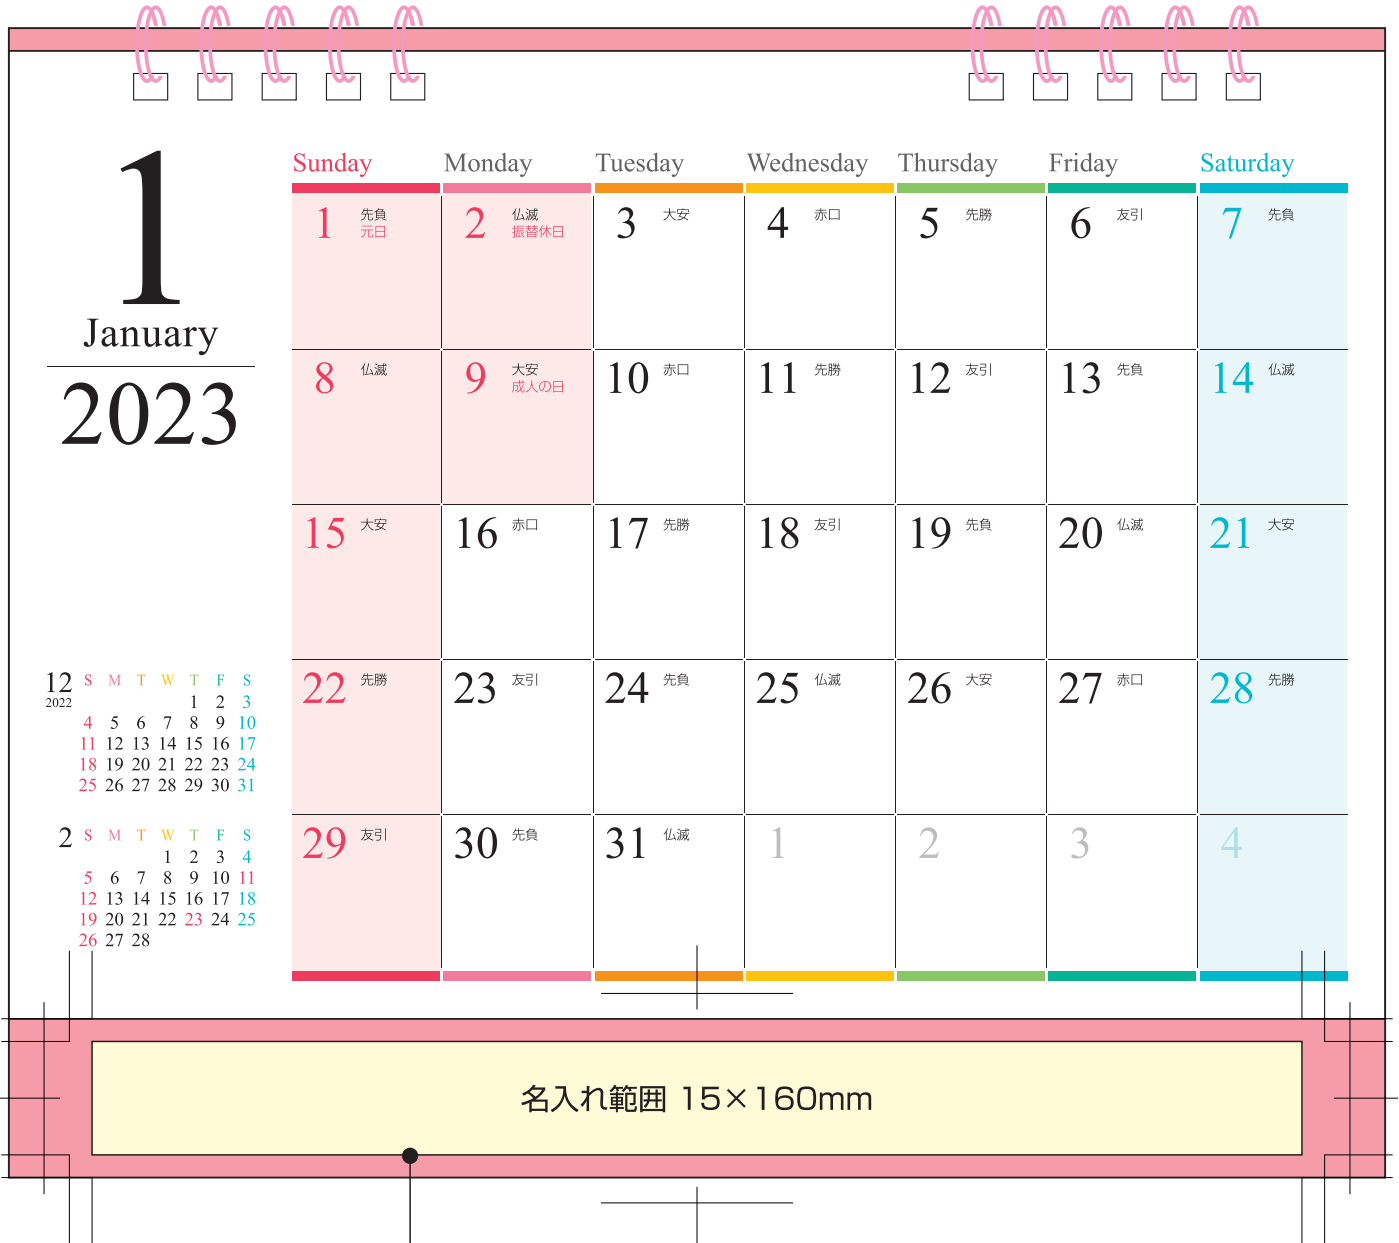 1
January
2023
Sunday Monday Tuesday Wednesday Thursday Friday Saturday
1 先負 2 仏滅 3 大安 4 赤口 5 先勝 6 友引 7 先負
元日 振替休日
8 仏滅 9 大安 10 赤口 11 先勝 12 友引 13 先負 14 仏滅
成人の日
15 大安 16 赤口 17 先勝 18 友引 19 先負 20 仏滅 21 大安
22 先勝 23 友引 24 先負 25 仏滅 26 大安 27 赤口 28 先勝
29 友引 30 先負 31 仏滅 1 2 3 4
12 S M T W T F S
2022 1 2 3
4 5 6 7 8 9 10
11 12 13 14 15 16 17
18 19 20 21 22 23 24
25 26 27 28 29 30 31
2 S M T W T F S
1 2 3 4
5 6 7 8 9 10 11
12 13 14 15 16 17 18
19 20 21 22 23 24 25
26 27 28
名入れ範囲 15×160mm